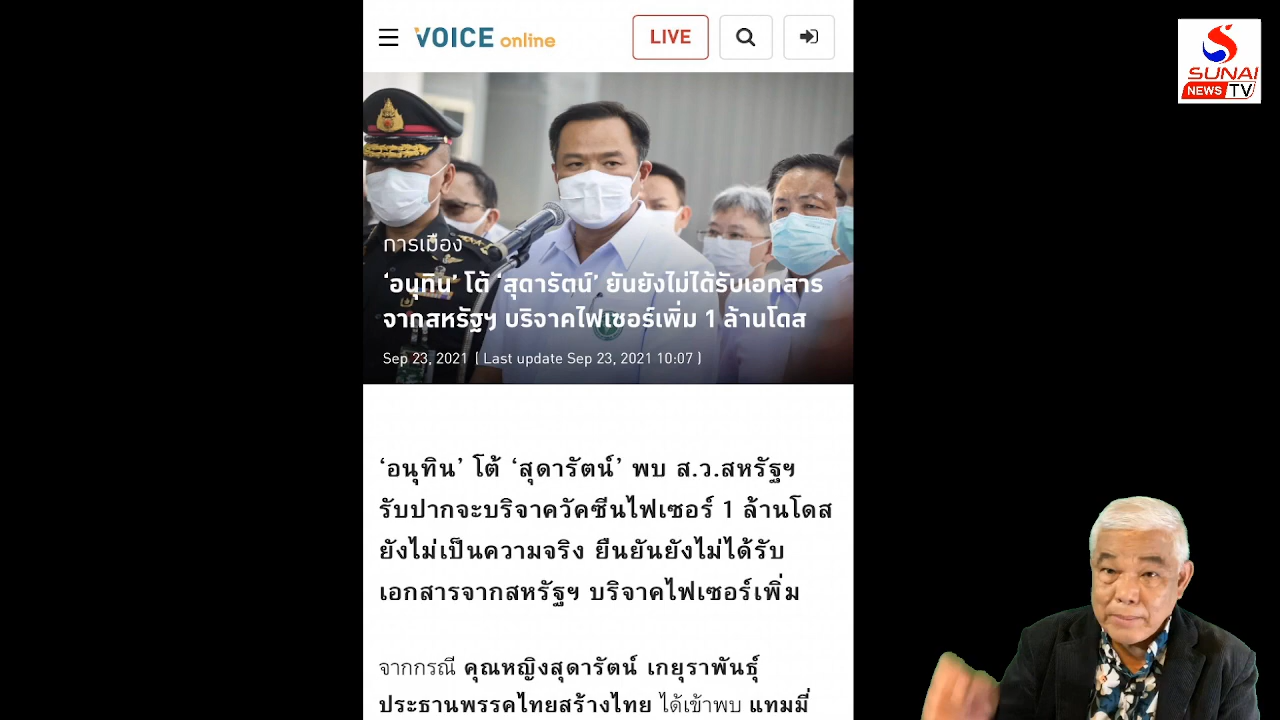 VOICE online
LIVE
SUNAI
NEWS TV
การเมือง
‘อนุทิน’ โต้ ‘สุดารัตน์’ ยันยังไม่ได้รับเอกสาร
จากสหรัฐฯ บริจาคไฟเซอร์เพิ่ม 1 ล้านโดส
Sep 23, 2021 ( Last update Sep 23, 2021 10:07 )
‘อนุทิน’ โต้ ‘สุดารัตน์’ พบ ส.ว.สหรัฐฯ
รับปากจะบริจาควัคซีนไฟเซอร์ 1 ล้านโดส
ยังไม่เป็นความจริง ยืนยันยังไม่ได้รับ
เอกสารจากสหรัฐฯ บริจาคไฟเซอร์เพิ่ม
จากกรณี คุณหญิงสุดารัตน์ เกยุราพันธุ์
ประธานพรรคไทยสร้างไทย ได้เข้าพบ แทมมี่